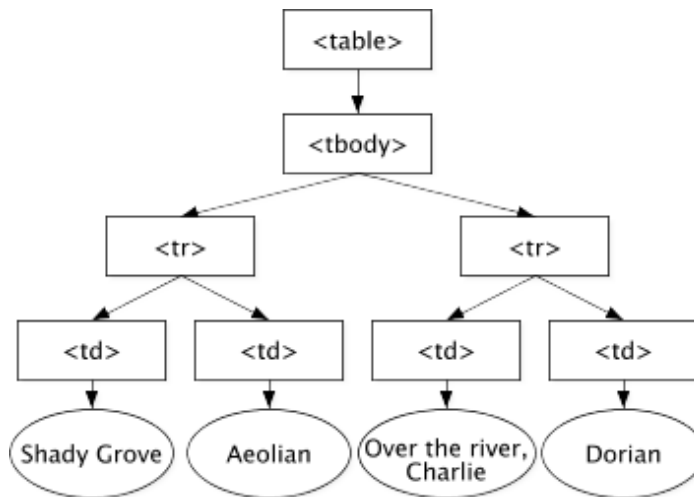 <table>
<tbody>
<tr> <tr>
<td> <td> <td> <td>
Shady Grove Aeolian Over the river, Dorian
Charlie